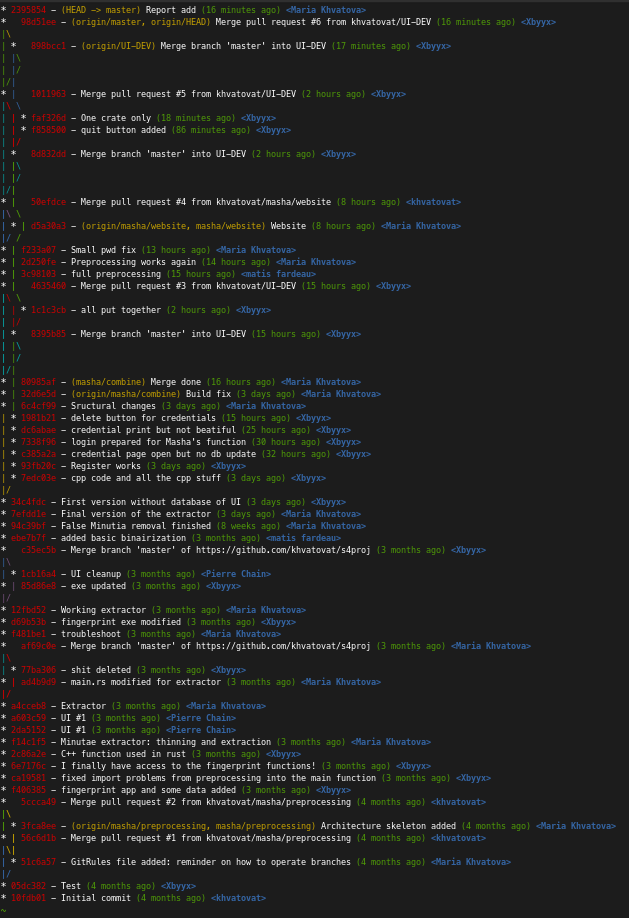 * 2395854 - (HEAD -> master) Report add (16 minutes ago) <Maria Khvatova>
* 98d51ee - (origin/master, origin/HEAD) Merge pull request #6 from khvatovat/UI-DEV (16 minutes ago) <Xbyyx>
|\
| * 898bcc1 - (origin/UI-DEV) Merge branch 'master' into UI-DEV (17 minutes ago) <Xbyyx>
| |\
| |/
|/|
* | 1011963 - Merge pull request #5 from khvatovat/UI-DEV (2 hours ago) <Xbyyx>
|\ \
| | * faf326d - One crate only (18 minutes ago) <Xbyyx>
| | * f858500 - quit button added (86 minutes ago) <Xbyyx>
| |/
| * 8d832dd - Merge branch 'master' into UI-DEV (2 hours ago) <Xbyyx>
| |\
| |/
|/|
* | 50efdce - Merge pull request #4 from khvatovat/masha/website (8 hours ago) <khvatovat>
|\ \
| * | d5a30a3 - (origin/masha/website, masha/website) Website (8 hours ago) <Maria Khvatova>
|/ /
* | f233a07 - Small pwd fix (13 hours ago) <Maria Khvatova>
* | 2d250fe - Preprocessing works again (14 hours ago) <Maria Khvatova>
* | 3c98103 - full preprocessing (15 hours ago) <matis fardeau>
* | 4635460 - Merge pull request #3 from khvatovat/UI-DEV (15 hours ago) <Xbyyx>
|\ \
| | * 1c1c3cb - all put together (2 hours ago) <Xbyyx>
| |/
| * 8395b85 - Merge branch 'master' into UI-DEV (15 hours ago) <Xbyyx>
| |\
| |/
|/|
* | 80985af - (masha/combine) Merge done (16 hours ago) <Maria Khvatova>
* | 32d6e5d - (origin/masha/combine) Build fix (3 days ago) <Maria Khvatova>
* | 6c4cf99 - Sructural changes (3 days ago) <Maria Khvatova>
| * 1981b21 - delete button for credentials (15 hours ago) <Xbyyx>
| * dc6abae - credential print but not beatiful (25 hours ago) <Xbyyx>
| * 7338f96 - login prepared for Masha's function (30 hours ago) <Xbyyx>
| * c385a2a - credential page open but no db update (32 hours ago) <Xbyyx>
| * 93fb20c - Register works (3 days ago) <Xbyyx>
| * 7edc03e - cpp code and all the cpp stuff (3 days ago) <Xbyyx>
|/
* 34c4fdc - First version without database of UI (3 days ago) <Xbyyx>
* 7efdd1e - Final version of the extractor (3 days ago) <Maria Khvatova>
* 94c39bf - False Minutia removal finished (8 weeks ago) <Maria Khvatova>
* ebe7b7f - added basic binairization (3 months ago) <matis fardeau>
* c35ec5b - Merge branch 'master' of https://github.com/khvatovat/s4proj (3 months ago) <Xbyyx>
|\
| * 1cb10a4 - UI cleanup (3 months ago) <Pierre Chain>
* | 85d06e8 - exe updated (3 months ago) <Xbyyx>
|/
* 12fbd52 - Working extractor (3 months ago) <Maria Khvatova>
* d69b53b - fingerprint exe modified (3 months ago) <Xbyyx>
* f481be1 - troubleshoot (3 months ago) <Maria Khvatova>
* af69c0e - Merge branch 'master' of https://github.com/khvatovat/s4proj (3 months ago) <Maria Khvatova>
|\
| * 77ba306 - shit deleted (3 months ago) <Xbyyx>
* | ad4b9d9 - main.rs modified for extractor (3 months ago) <Maria Khvatova>
|/
* a4cceb8 - Extractor (3 months ago) <Maria Khvatova>
* a603c59 - UI #1 (3 months ago) <Pierre Chain>
* 2da5152 - UI #1 (3 months ago) <Pierre Chain>
* f14c1f5 - Minutae extractor: thinning and extraction (3 months ago) <Maria Khvatova>
* 2c86a2e - C++ function used in rust (3 months ago) <Xbyyx>
* 8e7176c - I finally have access to the fingerprint functions! (3 months ago) <Xbyyx>
* ca19581 - fixed import problems from preprocessing into the main function (3 months ago) <Xbyyx>
* f406385 - fingerprint app and some data added (3 months ago) <Xbyyx>
* 5ccca49 - Merge pull request #2 from khvatovat/masha/preprocessing (4 months ago) <khvatovat>
|\
| * 3fca8ee - (origin/masha/preprocessing, masha/preprocessing) Architecture skeleton added (4 months ago) <Maria Khvatova>
* | 56c6d1b - Merge pull request #1 from khvatovat/masha/preprocessing (4 months ago) <khvatovat>
|\|
| * 51c6a57 - GitRules file added: reminder on how to operate branches (4 months ago) <Maria Khvatova>
|/
* 05dc382 - Test (4 months ago) <Xbyyx>
* 10fdb01 - Initial commit (4 months ago) <khvatovat>
~